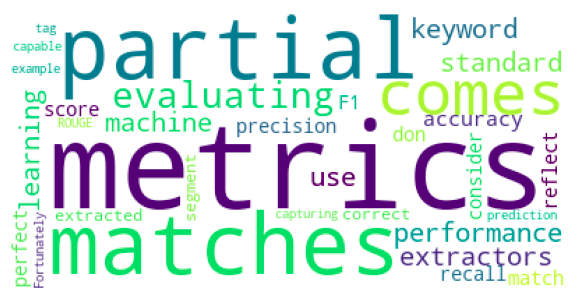 tag
capable
example
partial
keyword
standard
comes
evaluating
F1
score
ROUGE
machine
precision
accuracy
don
learning
metrics
use
consider
reflect
segment
perfect
Fortunately
extracted
matches
capturing
correct
prediction
performance
extractors
recall
match